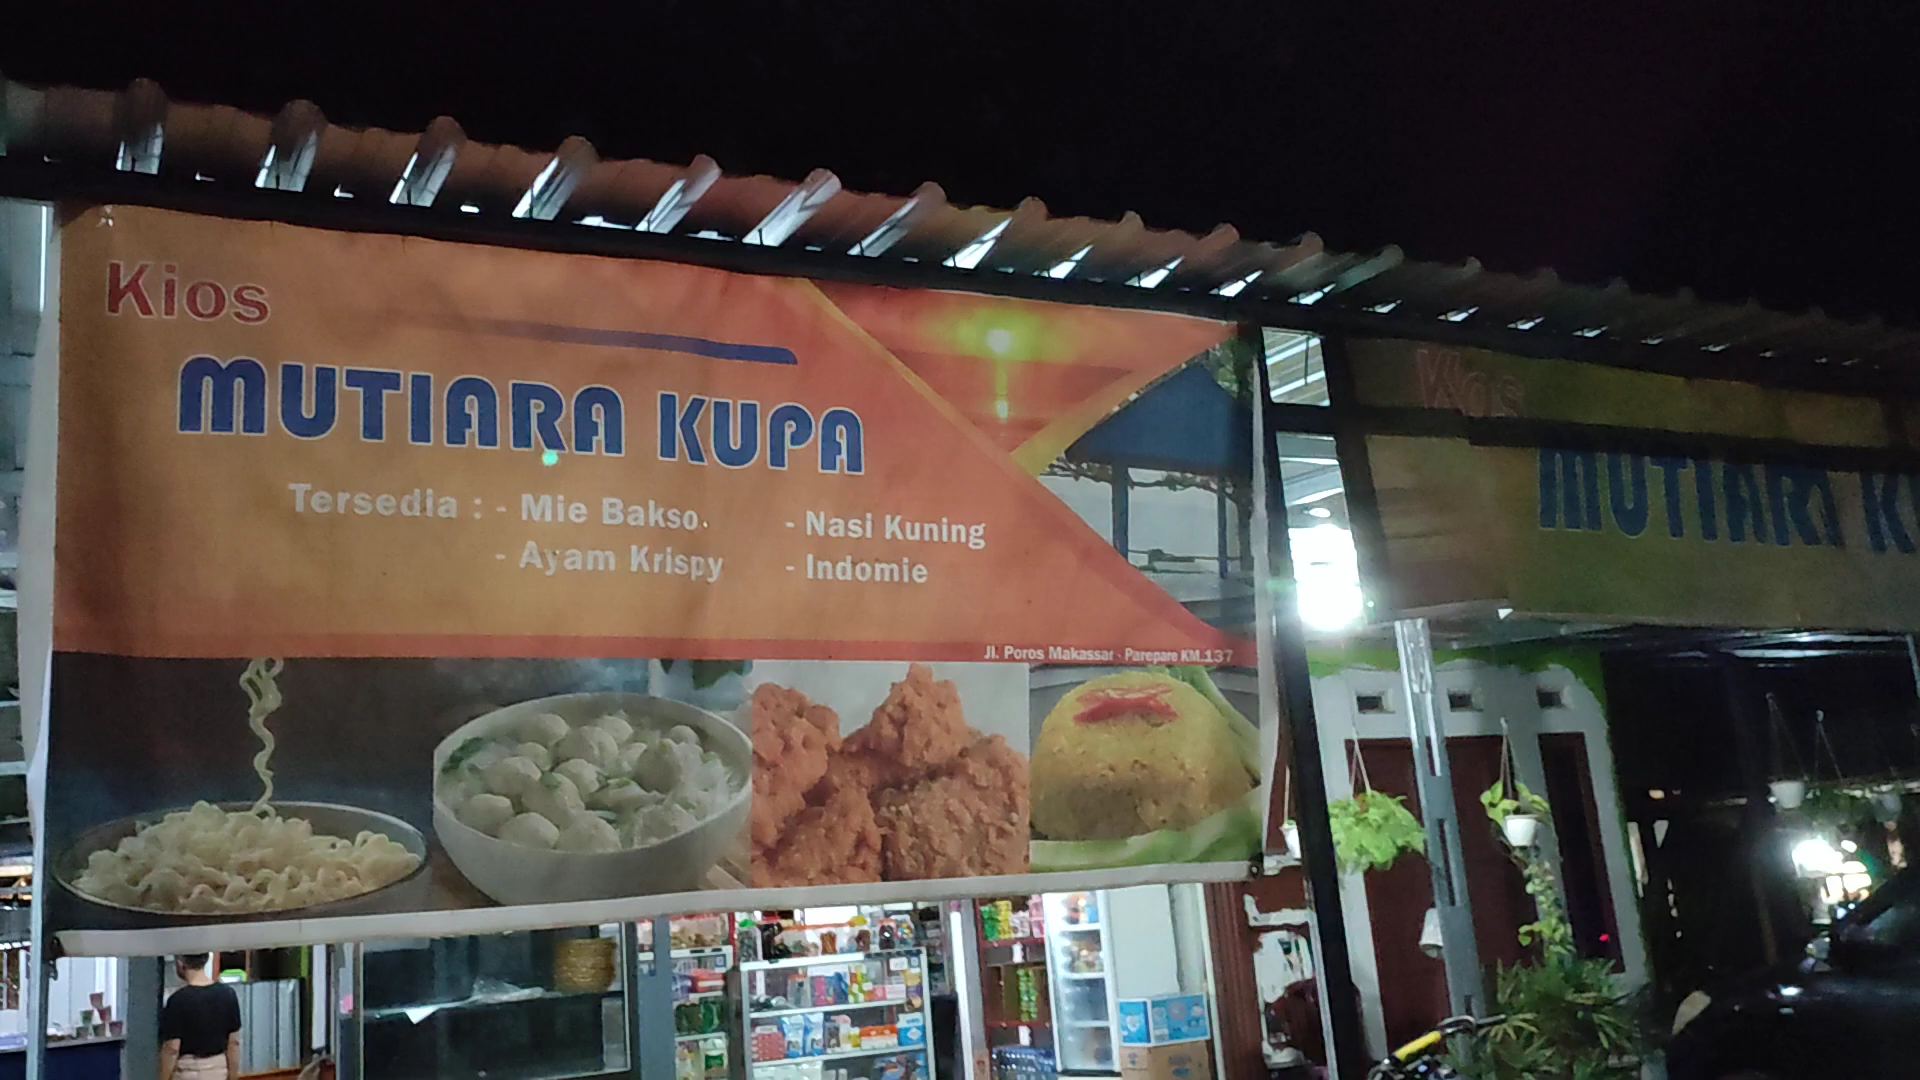 Kios
MUTIARA KUPA
Tersedia : - Mie Bakso. - Nasi Kuning
- Ayam Krispy - Indomie
Jl. Poros Makassar - Parepare KM.137
Kios
MUTIARA K